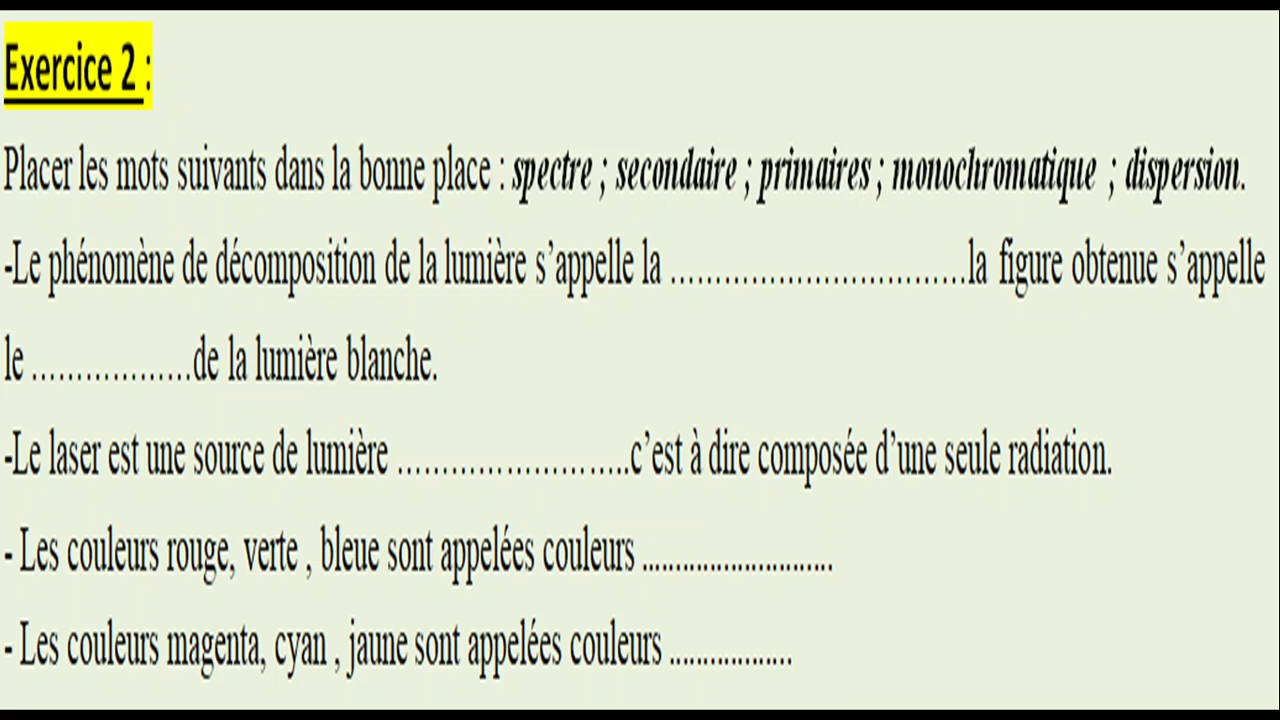 Exercice 2 :
Placer les mots suivants dans la bonne place : spectre ; secondaire ; primaires ; monochromatique ; dispersion.
-Le phénomène de décomposition de la lumière s’appelle la ……………………………la figure obtenue s’appelle
le ………………de la lumière blanche.
-Le laser est une source de lumière ……………………..c’est à dire composée d’une seule radiation.
- Les couleurs rouge, verte , bleue sont appelées couleurs ............................
- Les couleurs magenta, cyan , jaune sont appelées couleurs ..................